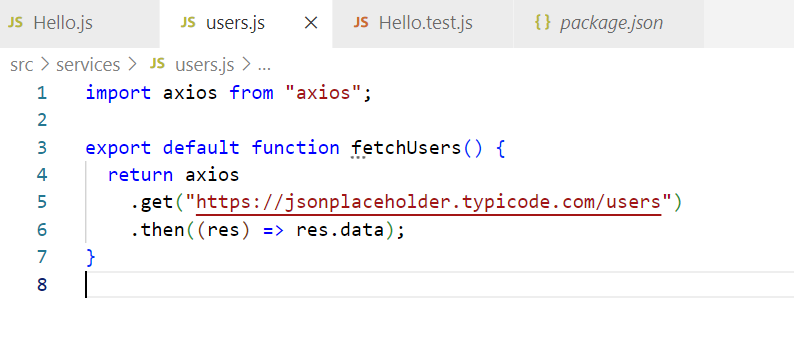 JS Hello.js JS users.js × JS Hello.test.js {} package.json
src > services > JS users.js > ...
1 import axios from "axios";
2
3 export default function fetchUsers() {
4   return axios
5     .get("https://jsonplaceholder.typicode.com/users")
6     .then((res) => res.data);
7 }
8